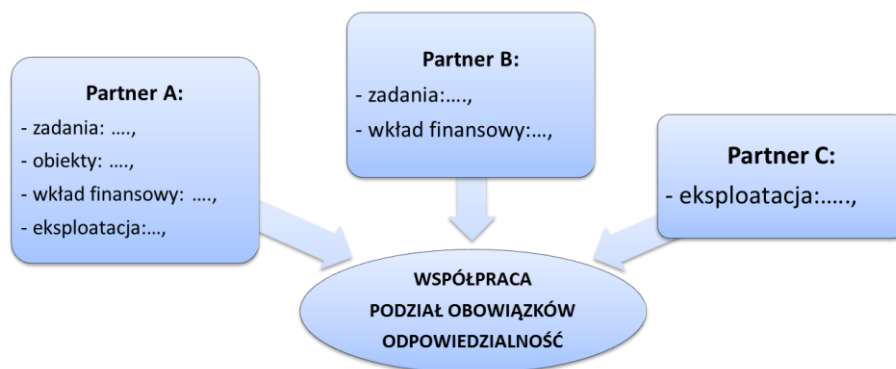 Partner A:
- zadania: ....,
- obiekty: ....,
- wkład finansowy: ....,
- eksploatacja:...,
Partner B:
- zadania:....,
- wkład finansowy:...,
Partner C:
- eksploatacja:.....,
WSPÓŁPRACA
PODZIAŁ OBOWIĄZKÓW
ODPOWIEDZIALNOŚĆ